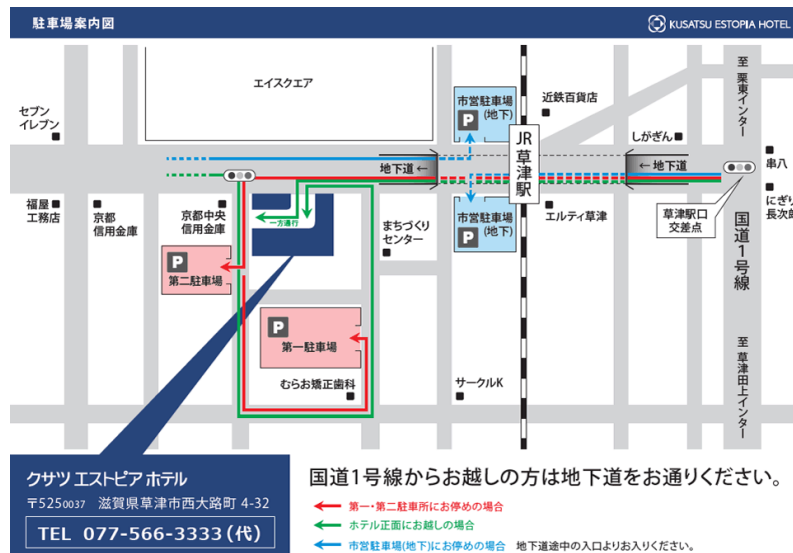 駐車場案内図
KUSATSU ESTOPIA HOTEL
エイスクエア
セブン
イレブン
市営駐車場
P
(地下)
近鉄百貨店
至 栗東インター
しがぎん
JR草津駅
地下道 ←
← 地下道
串八
福屋
工務店
京都
信用金庫
京都中央
信用金庫
一方通行
まちづくり
センター
市営駐車場
P
(地下)
エルティ草津
草津駅口
交差点
国道1号線
にぎり
長次郎
P
第二駐車場
P
第一駐車場
むらお矯正歯科
サークルK
至 草津田上インター
クサツ エストピア ホテル
〒5250037 滋賀県草津市西大路町 4-32
TEL 077-566-3333(代)
国道1号線からお越しの方は地下道をお通りください。
第一・第二駐車所にお停めの場合
ホテル正面にお越しの場合
市営駐車場(地下)にお停めの場合 地下道途中の入口よりお入りください。